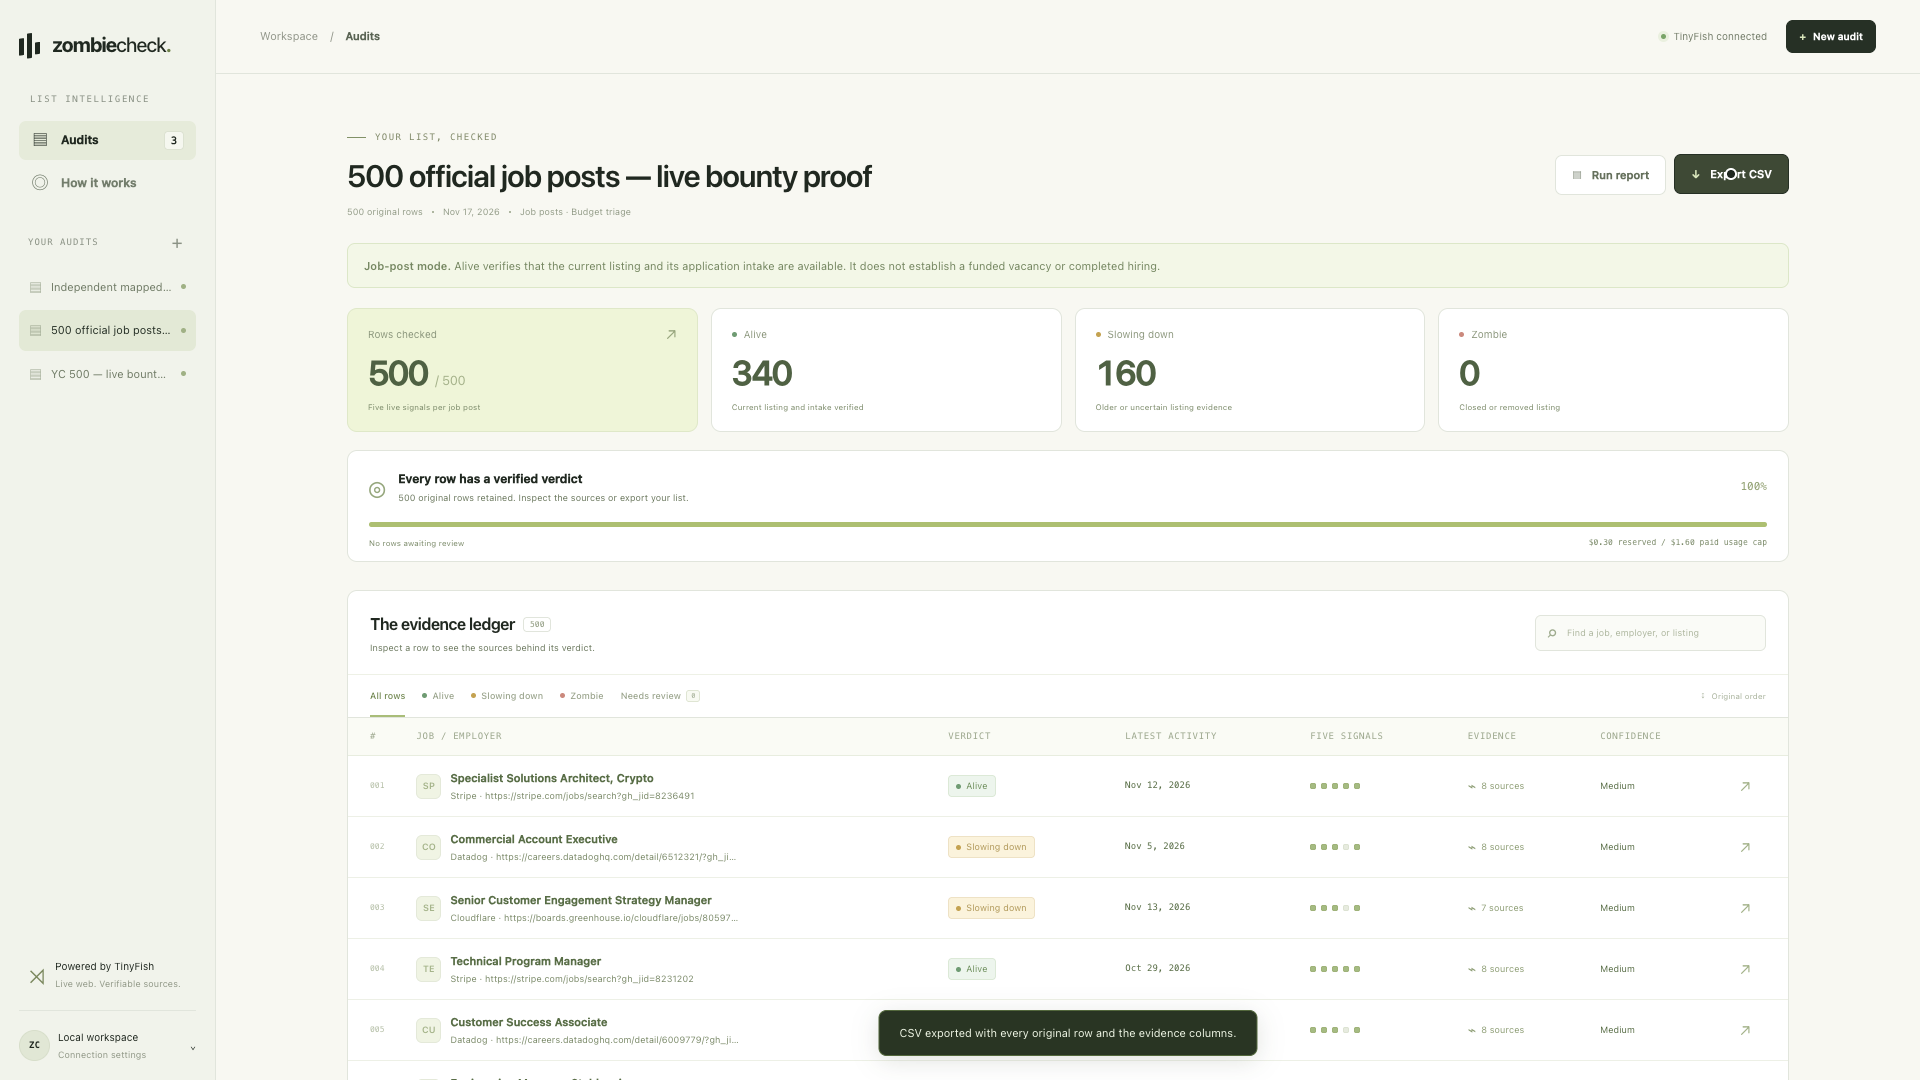 zombiecheck.
Workspace / Audits
TinyFish connected
+ New audit
LIST INTELLIGENCE
Audits 3
How it works
YOUR AUDITS +
Independent mapped...
500 official job posts...
YC 500 — live bount...
Powered by TinyFish
Live web. Verifiable sources.
ZC Local workspace
Connection settings
YOUR LIST, CHECKED
500 official job posts — live bounty proof
500 original rows • Nov 17, 2026 • Job posts · Budget triage
Run report
Export CSV
Job-post mode. Alive verifies that the current listing and its application intake are available. It does not establish a funded vacancy or completed hiring.
Rows checked
500 / 500
Five live signals per job post
Alive
340
Current listing and intake verified
Slowing down
160
Older or uncertain listing evidence
Zombie
0
Closed or removed listing
Every row has a verified verdict
500 original rows retained. Inspect the sources or export your list.
100%
No rows awaiting review
$0.30 reserved / $1.60 paid usage cap
The evidence ledger 500
Inspect a row to see the sources behind its verdict.
Find a job, employer, or listing
All rows Alive Slowing down Zombie Needs review 0
Original order
# JOB / EMPLOYER VERDICT LATEST ACTIVITY FIVE SIGNALS EVIDENCE CONFIDENCE
001 SP Specialist Solutions Architect, Crypto Alive Nov 12, 2026 8 sources Medium
Stripe · https://stripe.com/jobs/search?gh_jid=8236491
002 CO Commercial Account Executive Slowing down Nov 5, 2026 8 sources Medium
Datadog · https://careers.datadoghq.com/detail/6512321/?gh_ji...
003 SE Senior Customer Engagement Strategy Manager Slowing down Nov 13, 2026 7 sources Medium
Cloudflare · https://boards.greenhouse.io/cloudflare/jobs/80597...
004 TE Technical Program Manager Alive Oct 29, 2026 8 sources Medium
Stripe · https://stripe.com/jobs/search?gh_jid=8231202
005 CU Customer Success Associate 8 sources Medium
Datadog · https://careers.datadoghq.com/detail/6009779/?gh_ji...
CSV exported with every original row and the evidence columns.